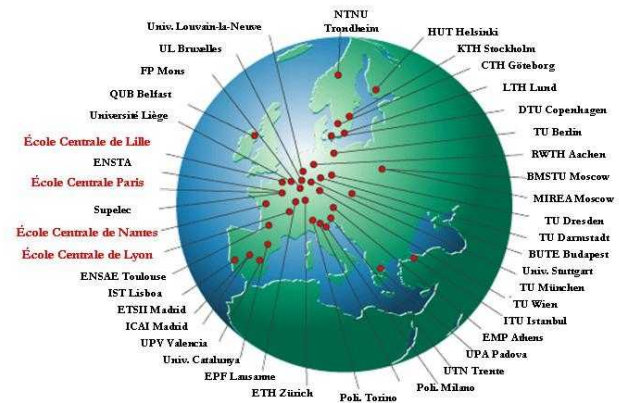 NTNU
Trondheim
Univ. Louvain-la-Neuve
UL Bruxelles
FP Mons
QUB Belfast
Université Liège
École Centrale de Lille
ENSTA
École Centrale Paris
Supelec
École Centrale de Nantes
École Centrale de Lyon
ENSAE Toulouse
IST Lisboa
ETSII Madrid
ICAI Madrid
UPV Valencia
Univ. Catalunya
EPF Lausanne
ETH Zürich
Poli. Torino
Poli. Milano
UTN Trente
UPA Padova
EMP Athens
ITU Istanbul
TU Wien
TU München
Univ. Stuttgart
BUTE Budapest
TU Darmstadt
TU Dresden
MIREA Moscow
BMSTU Moscow
RWTH Aachen
TU Berlin
DTU Copenhagen
LTH Lund
CTH Göteborg
KTH Stockholm
HUT Helsinki